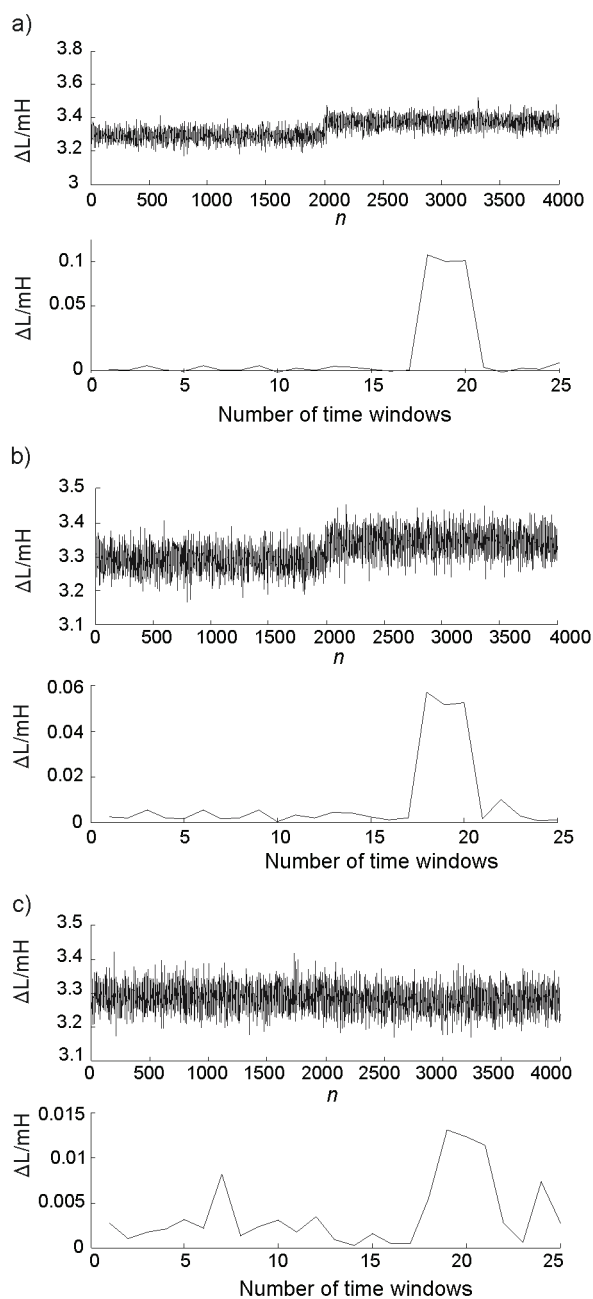 a)
3.8
3.6
3.4
3.2
3
ΔL/mH
0 500 1000 1500 2000 2500 3000 3500 4000
n
0.1
0.05
0
ΔL/mH
0 5 10 15 20 25
Number of time windows
b)
3.5
3.4
3.3
3.2
3.1
ΔL/mH
0 500 1000 1500 2000 2500 3000 3500 4000
n
0.06
0.04
0.02
0
ΔL/mH
0 5 10 15 20 25
Number of time windows
c)
3.5
3.4
3.3
3.2
3.1
ΔL/mH
0 500 1000 1500 2000 2500 3000 3500 4000
n
0.015
0.01
0.005
0
ΔL/mH
0 5 10 15 20 25
Number of time windows